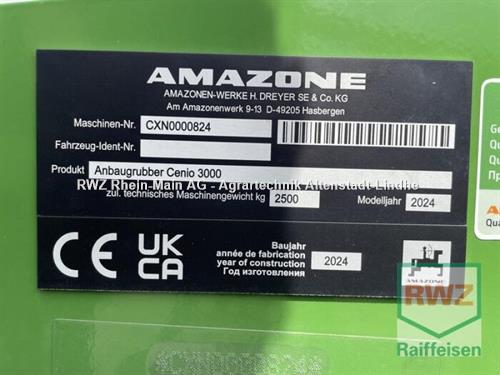 AMAZONE
AMAZONEN-WERKE H. DREYER SE & Co. KG
Am Amazonenwerk 9-13 D-49205 Hasbergen
Maschinen-Nr. CXN0000824
Fahrzeug-Ident-Nr.
Produkt Anbaugrubber Cenio 3000
RWZ Rhein-Main AG - Agrartechnik Altenstadt-Lindhe
zul. technisches Maschinengewicht kg 2500 Modelljahr 2024
CE UK CA
Baujahr
année de fabrication
year of construction
Год изготовления
2024
AMAZONE
RWZ
Raiffeisen